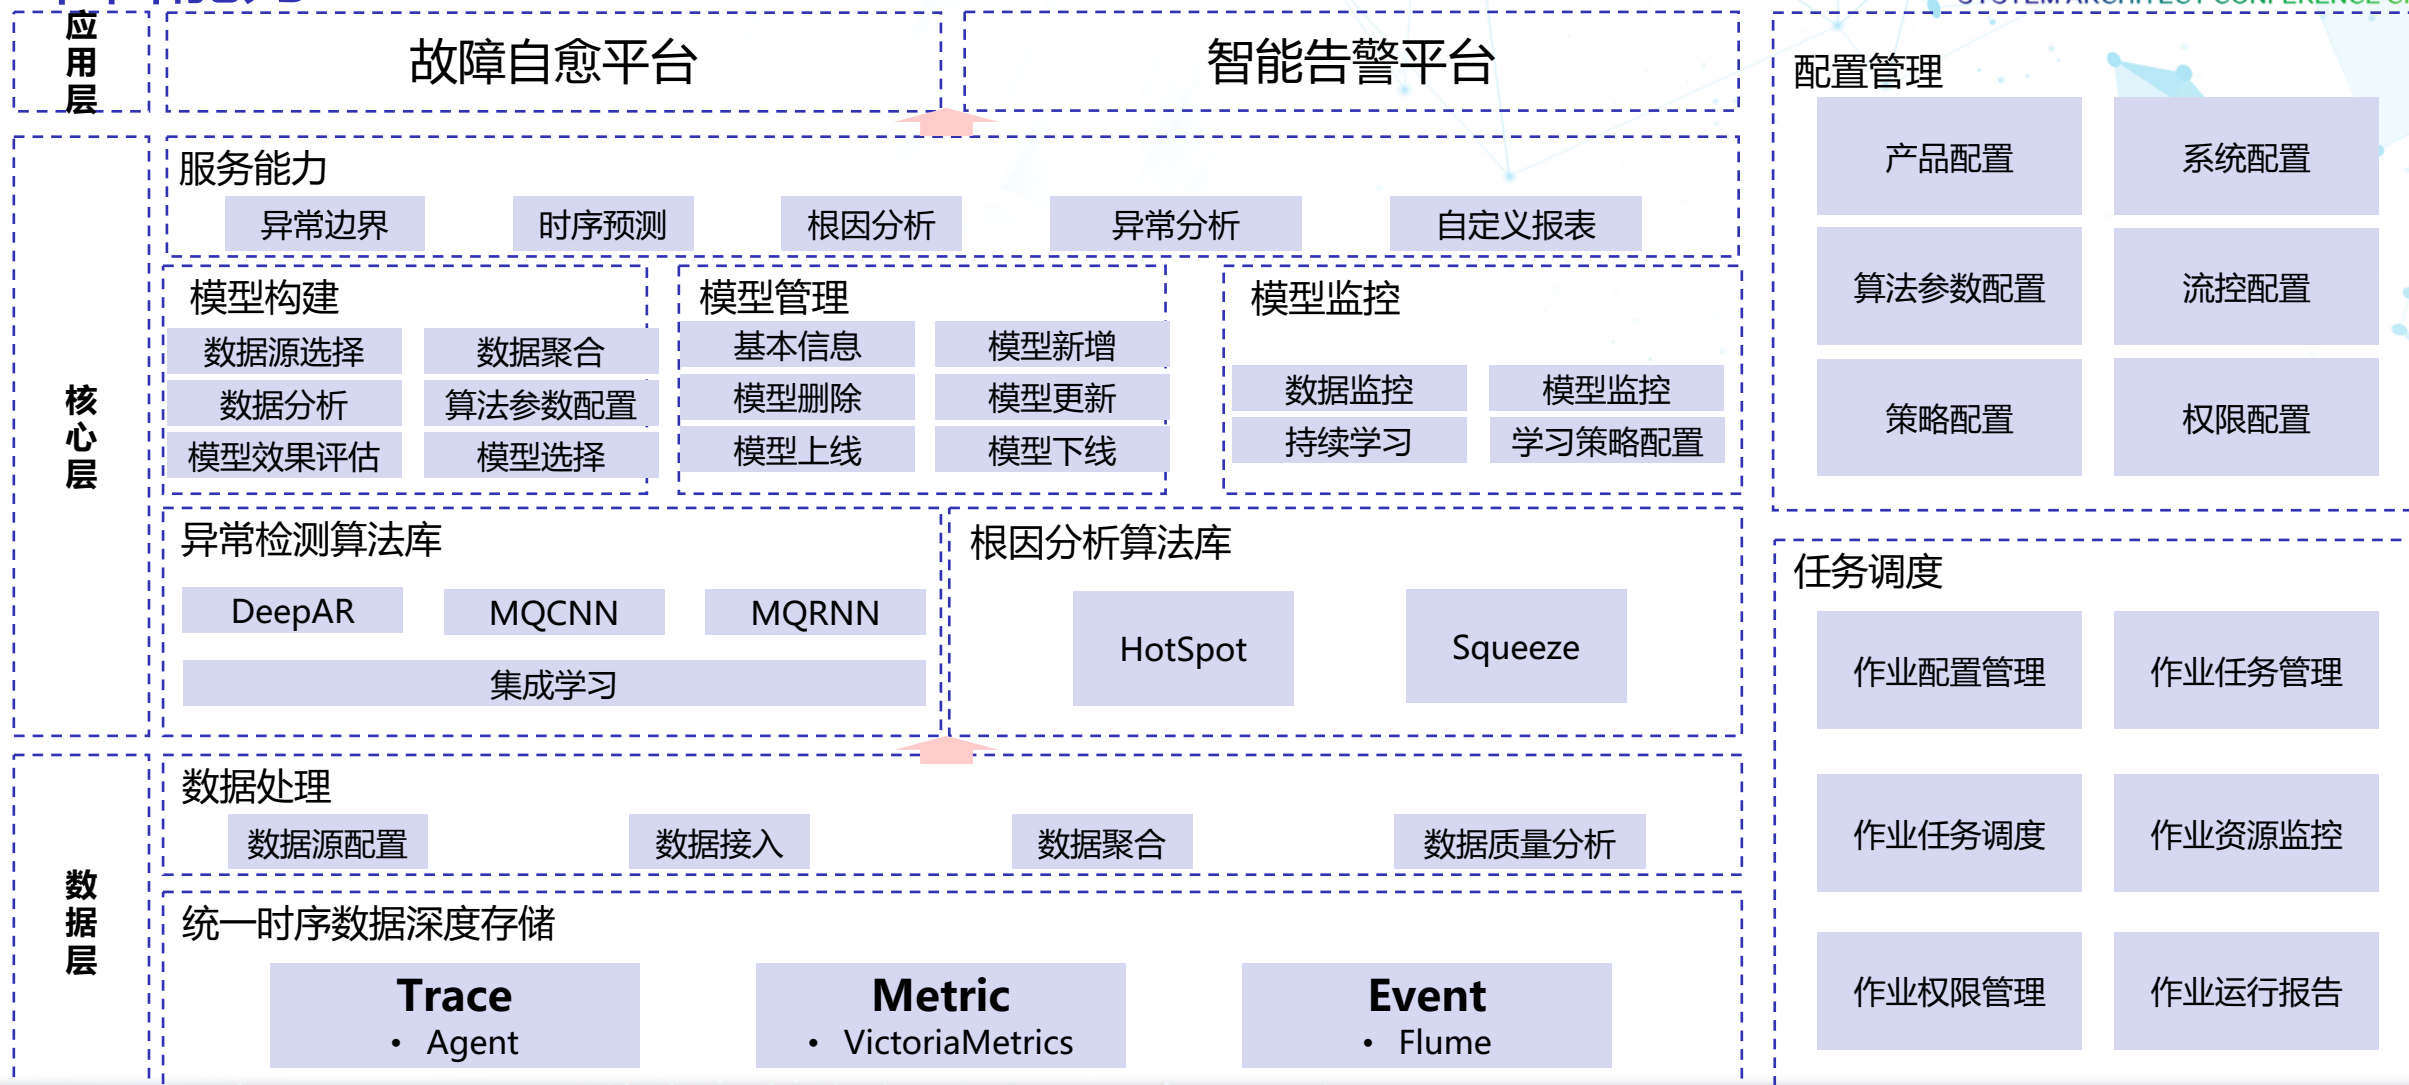 应用层
故障自愈平台
智能告警平台
核心层
服务能力
异常边界
时序预测
根因分析
异常分析
自定义报表
模型构建
数据源选择
数据聚合
数据分析
算法参数配置
模型效果评估
模型选择
模型管理
基本信息
模型新增
模型删除
模型更新
模型上线
模型下线
模型监控
数据监控
模型监控
持续学习
学习策略配置
异常检测算法库
DeepAR
MQCNN
MQRNN
集成学习
根因分析算法库
HotSpot
Squeeze
数据层
数据处理
数据源配置
数据接入
数据聚合
数据质量分析
统一时序数据深度存储
Trace
• Agent
Metric
• VictoriaMetrics
Event
• Flume
SYSTEM ARCHITECT CONFERENCE
配置管理
产品配置
系统配置
算法参数配置
流控配置
策略配置
权限配置
任务调度
作业配置管理
作业任务管理
作业任务调度
作业资源监控
作业权限管理
作业运行报告